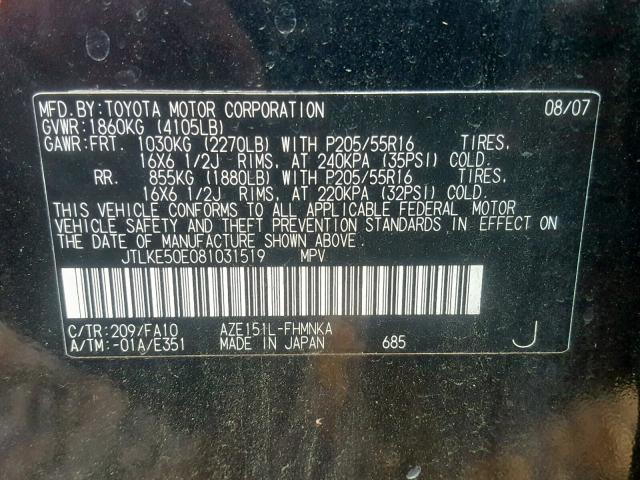 MFD.BY:TOYOTA MOTOR CORPORATION 08/07
GVWR:1860KG (4105LB)
GAWR:FRT. 1030KG (2270LB) WITH P205/55R16 TIRES,
16X6 1/2J RIMS, AT 240KPA (35PSI) COLD.
RR. 855KG (1880LB) WITH P205/55R16 TIRES,
16X6 1/2J RIMS, AT 220KPA (32PSI) COLD.
THIS VEHICLE CONFORMS TO ALL APPLICABLE FEDERAL MOTOR
VEHICLE SAFETY AND THEFT PREVENTION STANDARDS IN EFFECT ON
THE DATE OF MANUFACTURE SHOWN ABOVE.
JTLKE50E081031519 MPV
C/TR:209/FA10 AZE151L-FHMNKA
A/TM:-01A/E351 MADE IN JAPAN 685 J